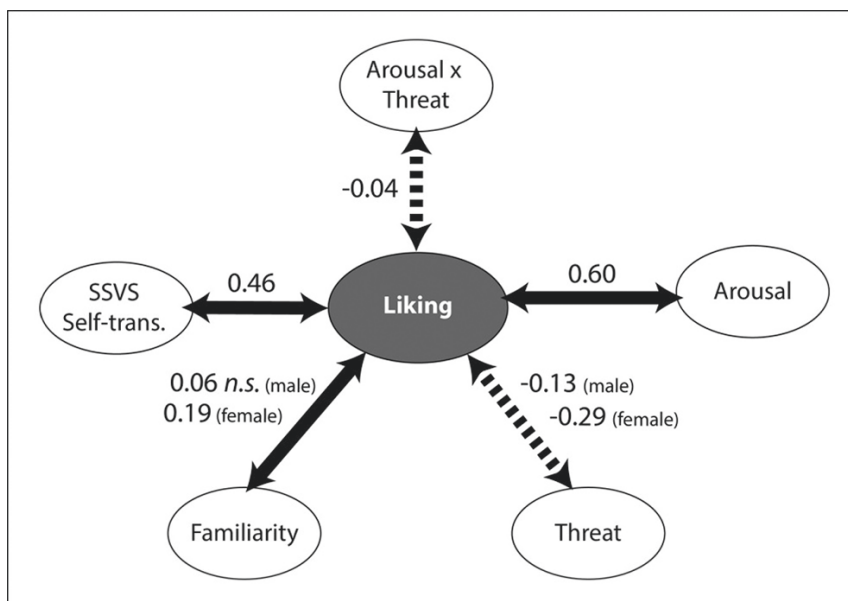 Arousal x
Threat
-0.04
SSVS
Self-trans.
0.46
Liking
0.60
Arousal
0.06 n.s. (male)
0.19 (female)
-0.13 (male)
-0.29 (female)
Familiarity
Threat